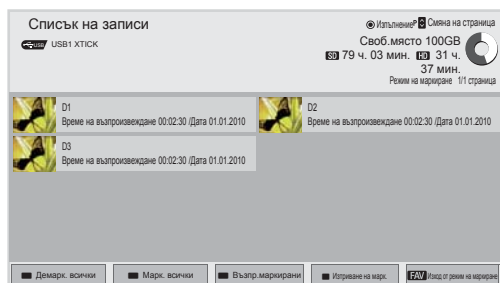 Списък на записи
USB USB1 XTICK
Изпълнение P Смяна на страница
Своб.място 100GB
SD 79 ч. 03 мин. HD 31 ч.
37 мин.
Режим на маркиране 1/1 страница
D1
Време на възпроизвеждане 00:02:30 /Дата 01.01.2010
D2
Време на възпроизвеждане 00:02:30 /Дата 01.01.2010
D3
Време на възпроизвеждане 00:02:30 /Дата 01.01.2010
Демарк. всички
Марк. всички
Възпр.маркирани
Изтриване на марк.
FAV Изход от режим на маркиране